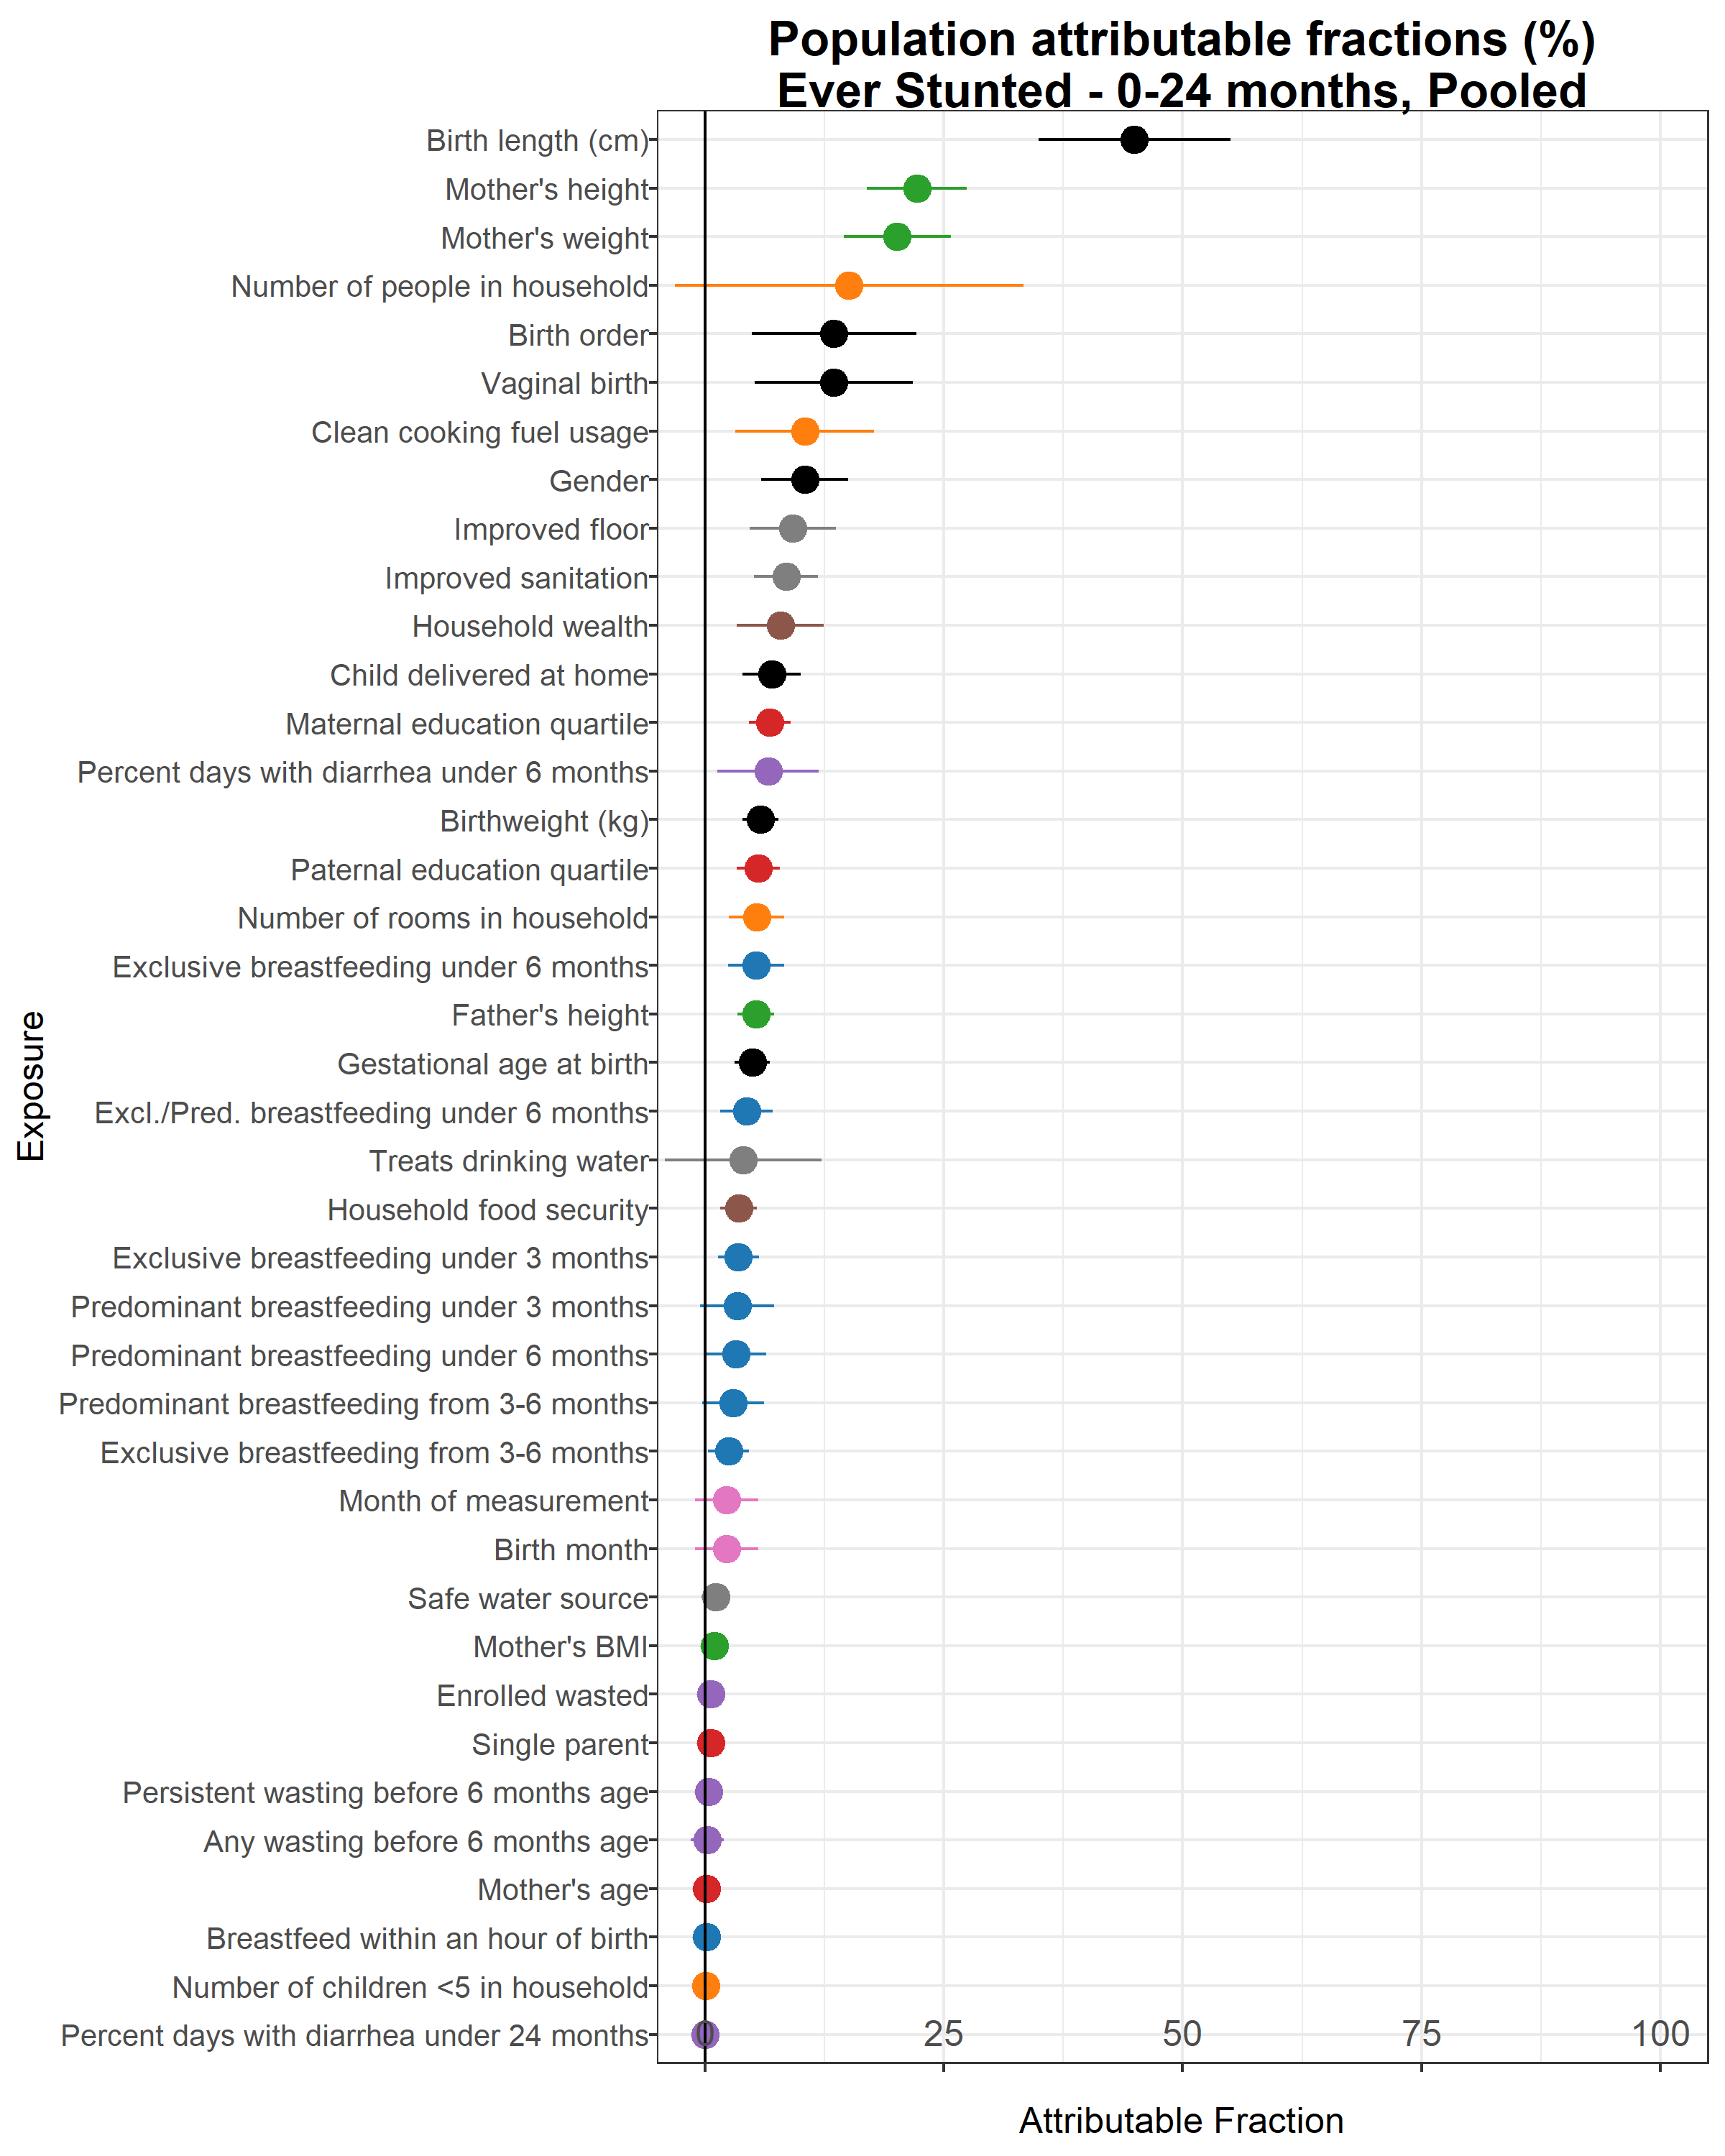 Population attributable fractions (%)
Ever Stunted - 0-24 months, Pooled
Birth length (cm)
Mother's height
Mother's weight
Number of people in household
Birth order
Vaginal birth
Clean cooking fuel usage
Gender
Improved floor
Improved sanitation
Household wealth
Child delivered at home
Maternal education quartile
Percent days with diarrhea under 6 months
Birthweight (kg)
Paternal education quartile
Number of rooms in household
Exclusive breastfeeding under 6 months
Father's height
Gestational age at birth
Excl./Pred. breastfeeding under 6 months
Treats drinking water
Household food security
Exclusive breastfeeding under 3 months
Predominant breastfeeding under 3 months
Predominant breastfeeding under 6 months
Predominant breastfeeding from 3-6 months
Exclusive breastfeeding from 3-6 months
Month of measurement
Birth month
Safe water source
Mother's BMI
Enrolled wasted
Single parent
Persistent wasting before 6 months age
Any wasting before 6 months age
Mother's age
Breastfeed within an hour of birth
Number of children <5 in household
Percent days with diarrhea under 24 months
Exposure
0 25 50 75 100
Attributable Fraction